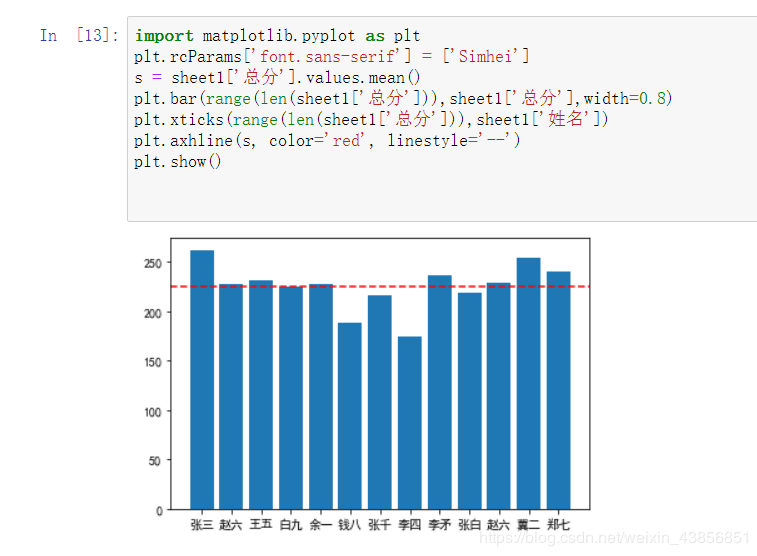 In [13]:
import matplotlib.pyplot as plt
plt.rcParams['font.sans-serif'] = ['Simhei']
s = sheet1['总分'].values.mean()
plt.bar(range(len(sheet1['总分'])),sheet1['总分'],width=0.8)
plt.xticks(range(len(sheet1['总分'])),sheet1['姓名'])
plt.axhline(s, color='red', linestyle='--')
plt.show()
250
200
150
100
50
0
张三 赵六 王五 白九 余一 钱八 张千 李四 李矛 张白 赵六 冀二 郑七
https://blog.csdn.net/weixin_43856851